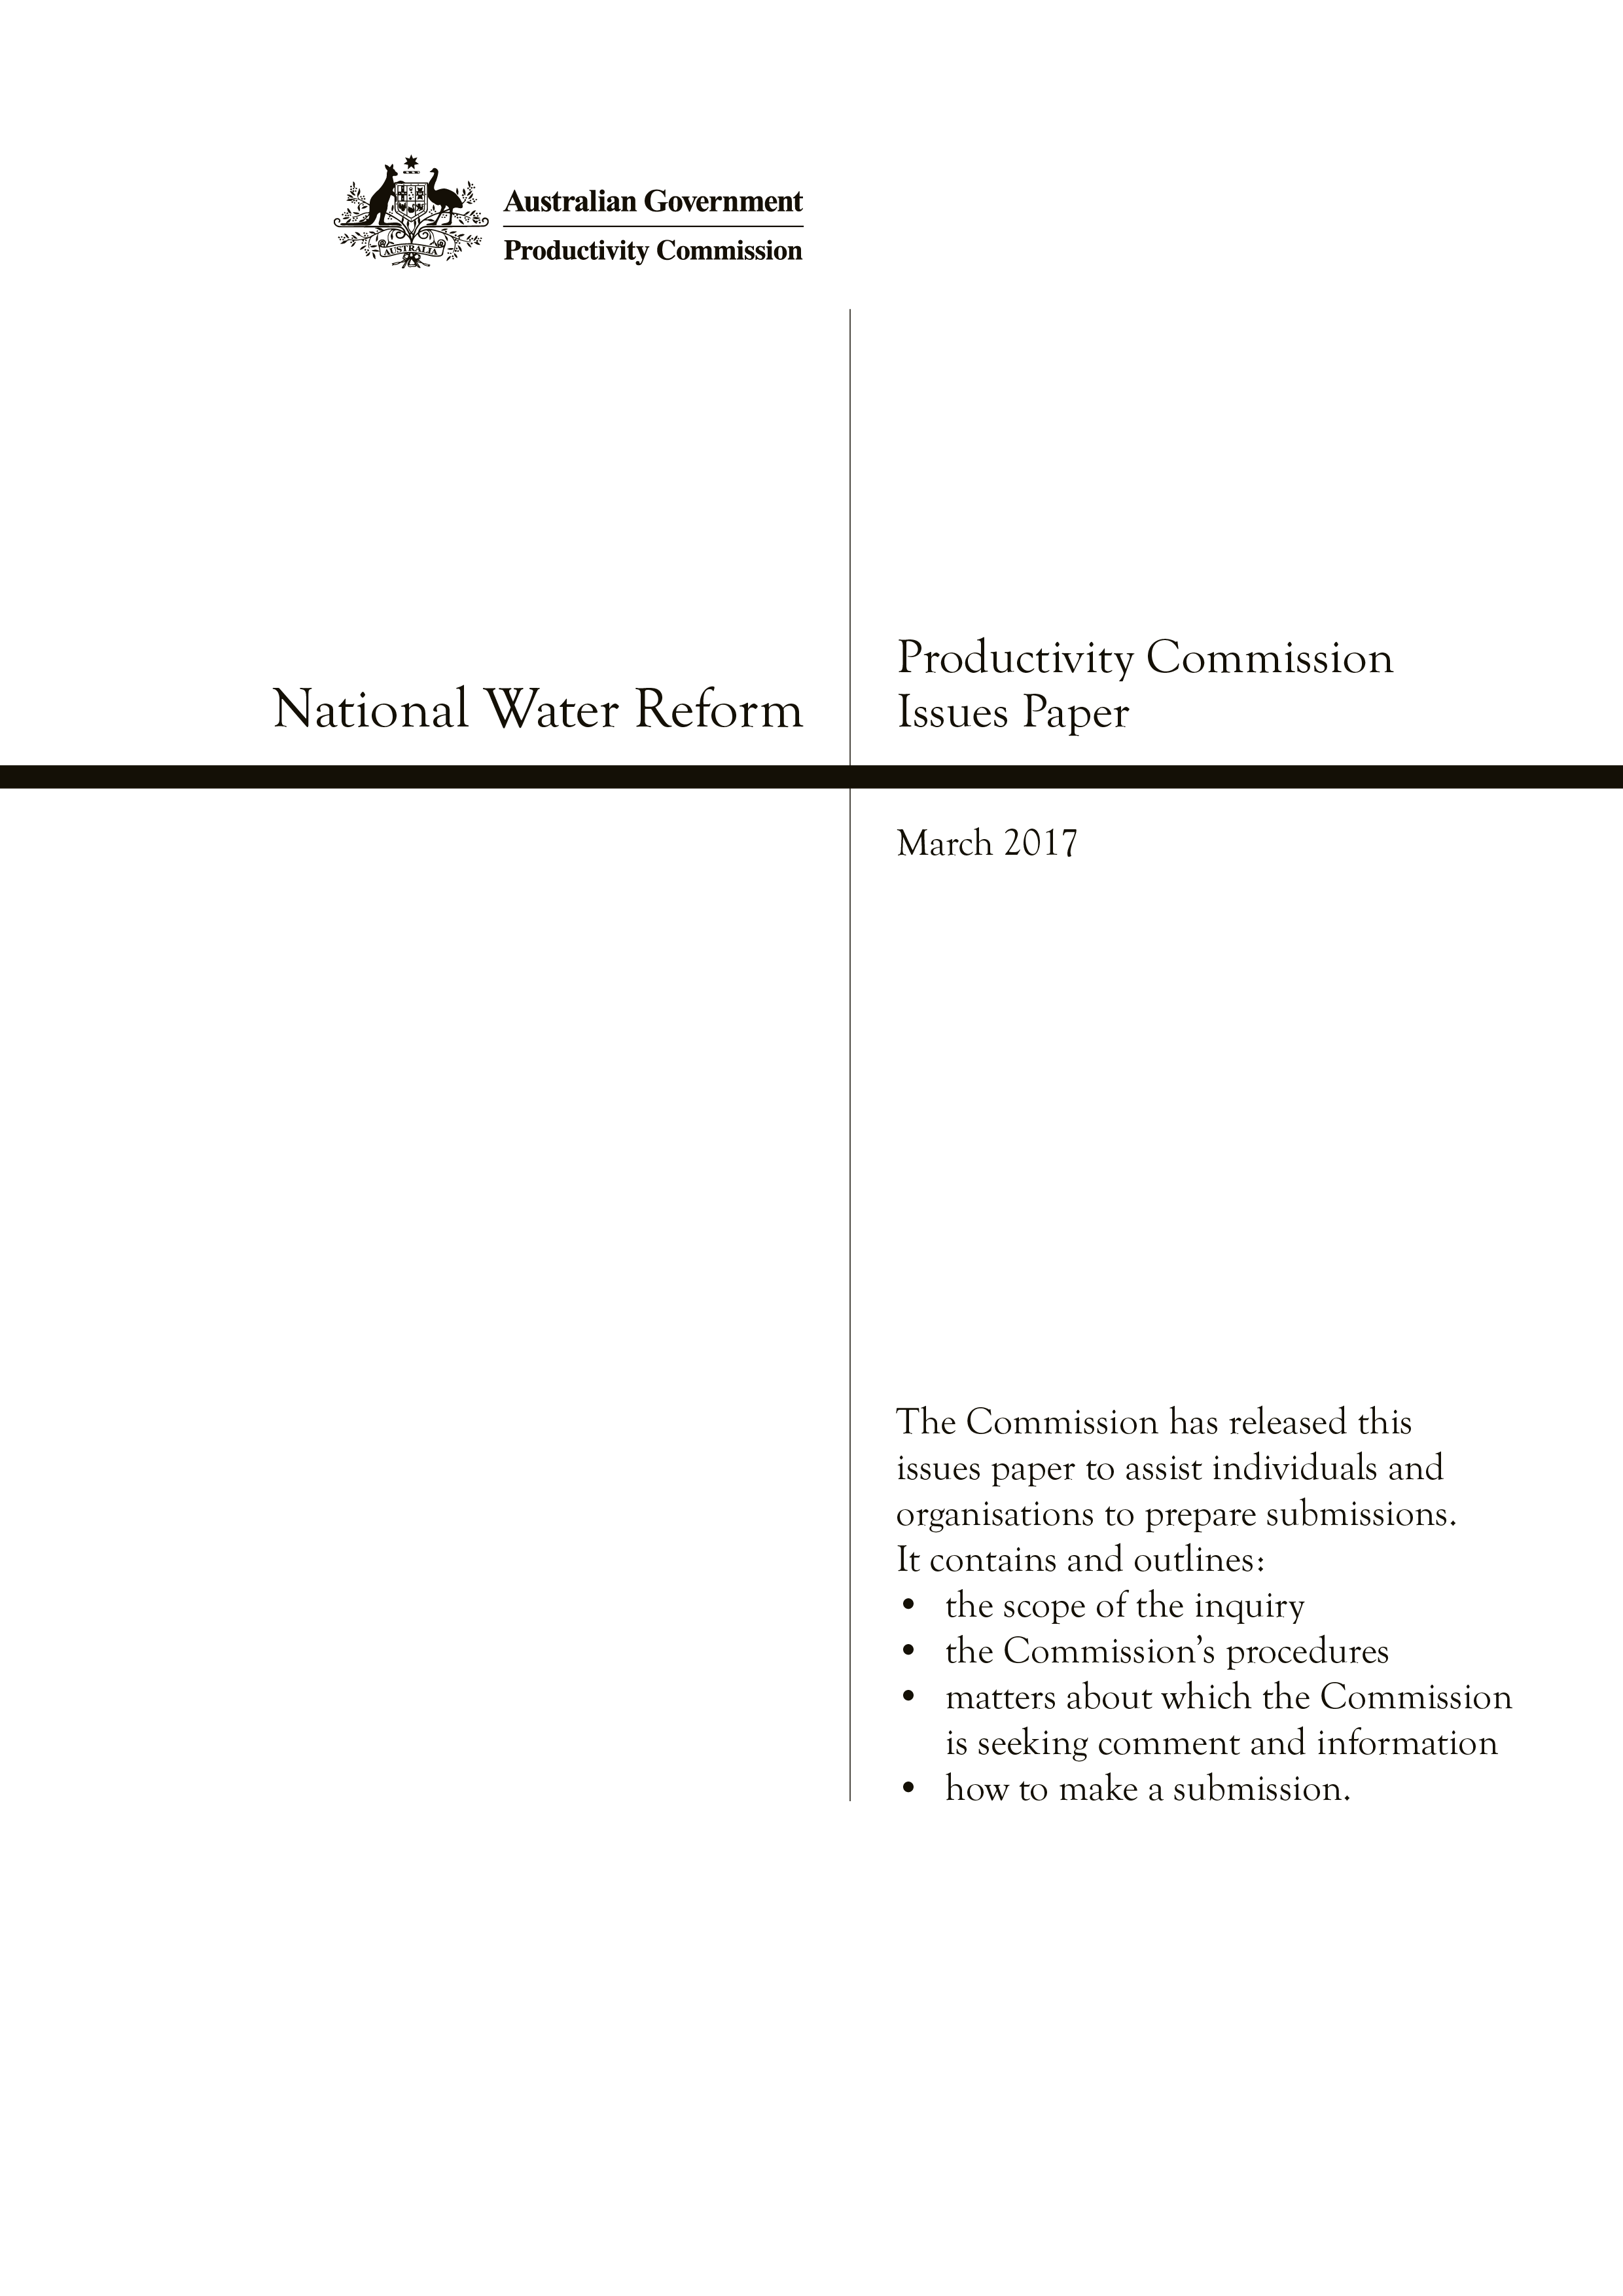 Australian Government
Productivity Commission
AUSTRALIA
National Water Reform
Productivity Commission
Issues Paper
March 2017
The Commission has released this
issues paper to assist individuals and
organisations to prepare submissions.
It contains and outlines:
• the scope of the inquiry
• the Commission’s procedures
• matters about which the Commission
is seeking comment and information
• how to make a submission.